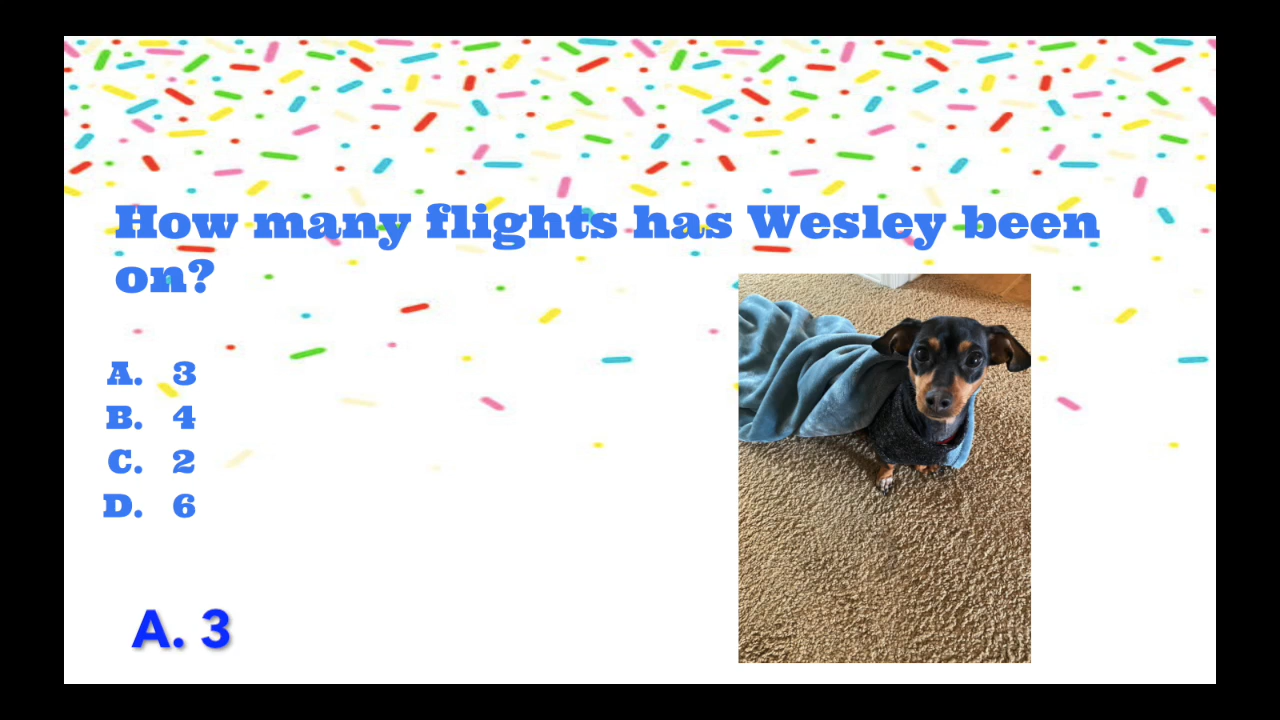 How many flights has Wesley been
on?
A. 3
B. 4
C. 2
D. 6
A. 3